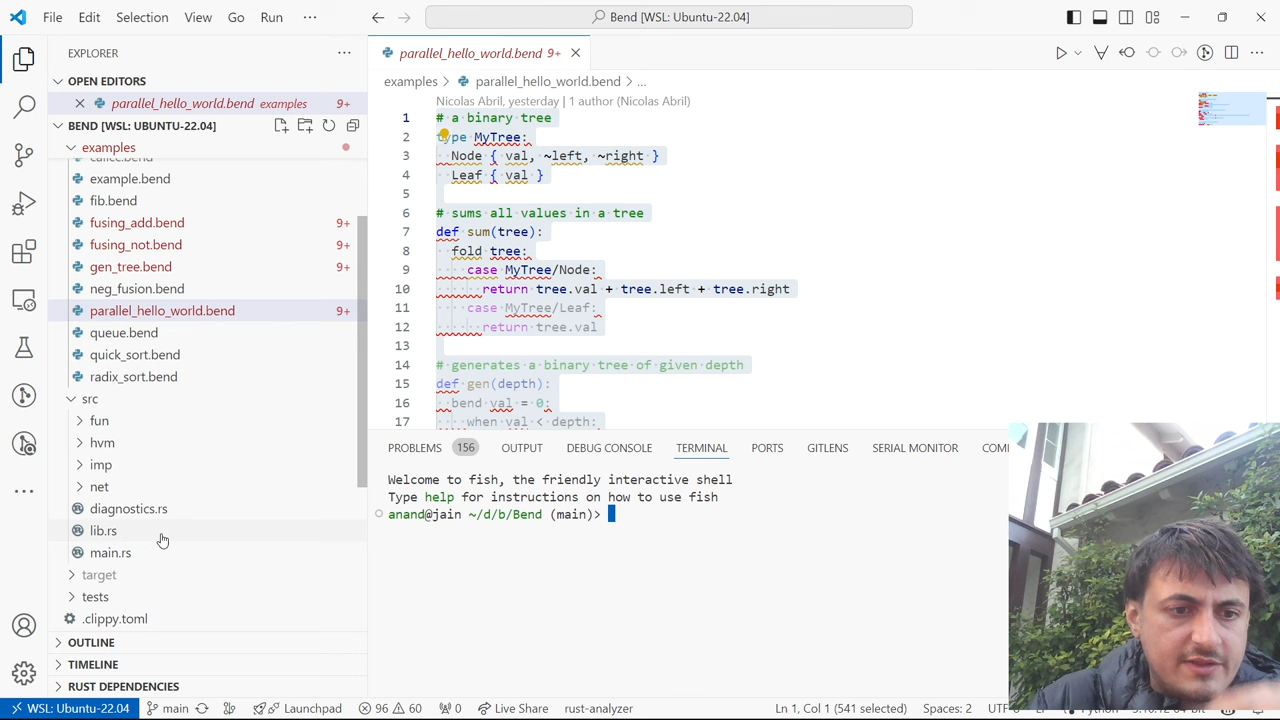 File Edit Selection View Go Run ···
Bend [WSL: Ubuntu-22.04]
EXPLORER
OPEN EDITORS
parallel_hello_world.bend examples 9+
BEND [WSL: UBUNTU-22.04]
examples
example.bend
fib.bend
fusing_add.bend 9+
fusing_not.bend 9+
gen_tree.bend 9+
neg_fusion.bend
parallel_hello_world.bend 9+
queue.bend
quick_sort.bend
radix_sort.bend
src
fun
hvm
imp
net
diagnostics.rs
lib.rs
main.rs
target
tests
.clippy.toml
OUTLINE
TIMELINE
RUST DEPENDENCIES
parallel_hello_world.bend 9+
examples > parallel_hello_world.bend > ...
Nicolas Abril, yesterday | 1 author (Nicolas Abril)
1 # a binary tree
2 type MyTree:
3 Node { val, ~left, ~right }
4 Leaf { val }
5
6 # sums all values in a tree
7 def sum(tree):
8 fold tree:
9 case MyTree/Node:
10 return tree.val + tree.left + tree.right
11 case MyTree/Leaf:
12 return tree.val
13
14 # generates a binary tree of given depth
15 def gen(depth):
16 bend val = 0:
17 when val < depth:
PROBLEMS 156 OUTPUT DEBUG CONSOLE TERMINAL PORTS GITLENS SERIAL MONITOR COM
Welcome to fish, the friendly interactive shell
Type help for instructions on how to use fish
anand@jain ~/d/b/Bend (main)>
WSL: Ubuntu-22.04 main Launchpad 96 60 0 Live Share rust-analyzer Ln 1, Col 1 (541 selected) Spaces: 2